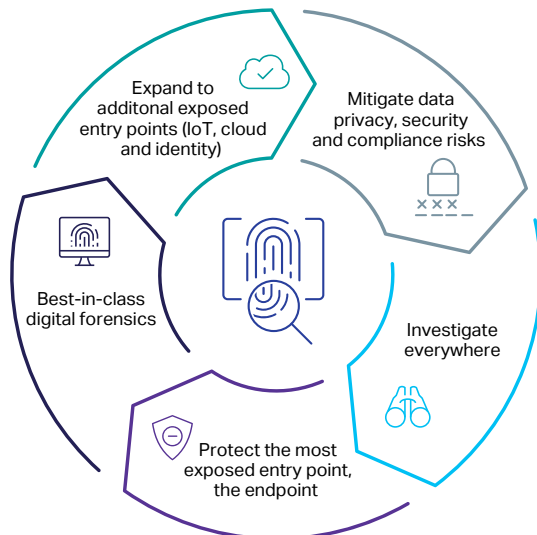 Expand to
additonal exposed
entry points (IoT, cloud
and identity)
Mitigate data
privacy, security
and compliance risks
×××
Investigate
everywhere
Protect the most
exposed entry point,
the endpoint
Best-in-class
digital forensics